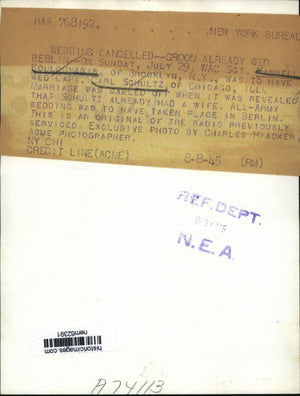 HAA 768192. NEW YORK BUREAU
WEDDING CANCELLED--GROOM ALREADY WED
BERLIN--ON SUNDAY, JULY 29, WAC SGT.
OF BROOKLYN, N.Y., WAS TO HAVE
WED CAPT. CARL SCHULTZ OF CHICAGO, ILL.
MARRIAGE WAS CALLED OFF WHEN IT WAS REVEALED
THAT SCHULTZ ALREADY HAD A WIFE. ALL-ARMY
WEDDING WAS TO HAVE TAKEN PLACE IN BERLIN.
THIS IS AN ORIGINAL OF THE RADIO PREVIOUSLY
SERVICED. EXCLUSIVE PHOTO BY CHARLES HAACKER
ACME PHOTOGRAPHER.
NY CHI
CREDIT LINE (ACME) 8-8-45 (RM)
REF. DEPT.
N.E.A.
historicimages.com
nem52391
A74113